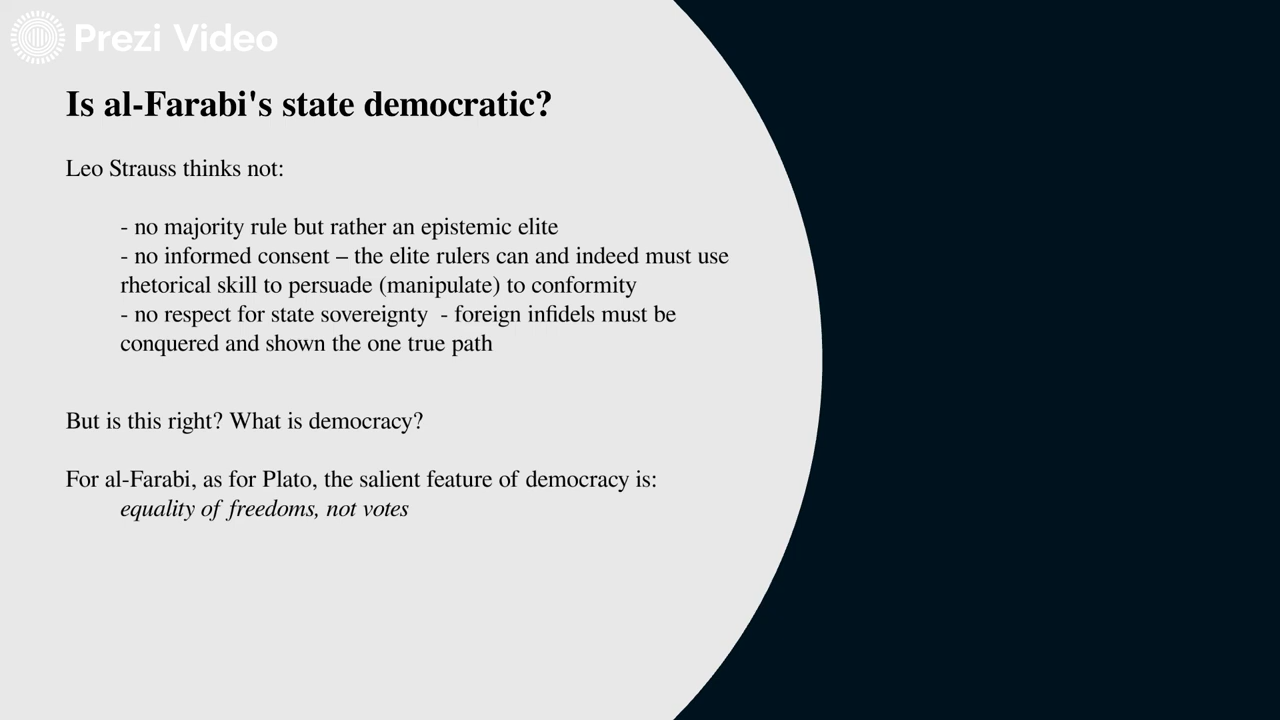 Prezi Video
Is al-Farabi's state democratic?
Leo Strauss thinks not:
- no majority rule but rather an epistemic elite
- no informed consent – the elite rulers can and indeed must use
rhetorical skill to persuade (manipulate) to conformity
- no respect for state sovereignty  - foreign infidels must be
conquered and shown the one true path
But is this right? What is democracy?
For al-Farabi, as for Plato, the salient feature of democracy is:
equality of freedoms, not votes